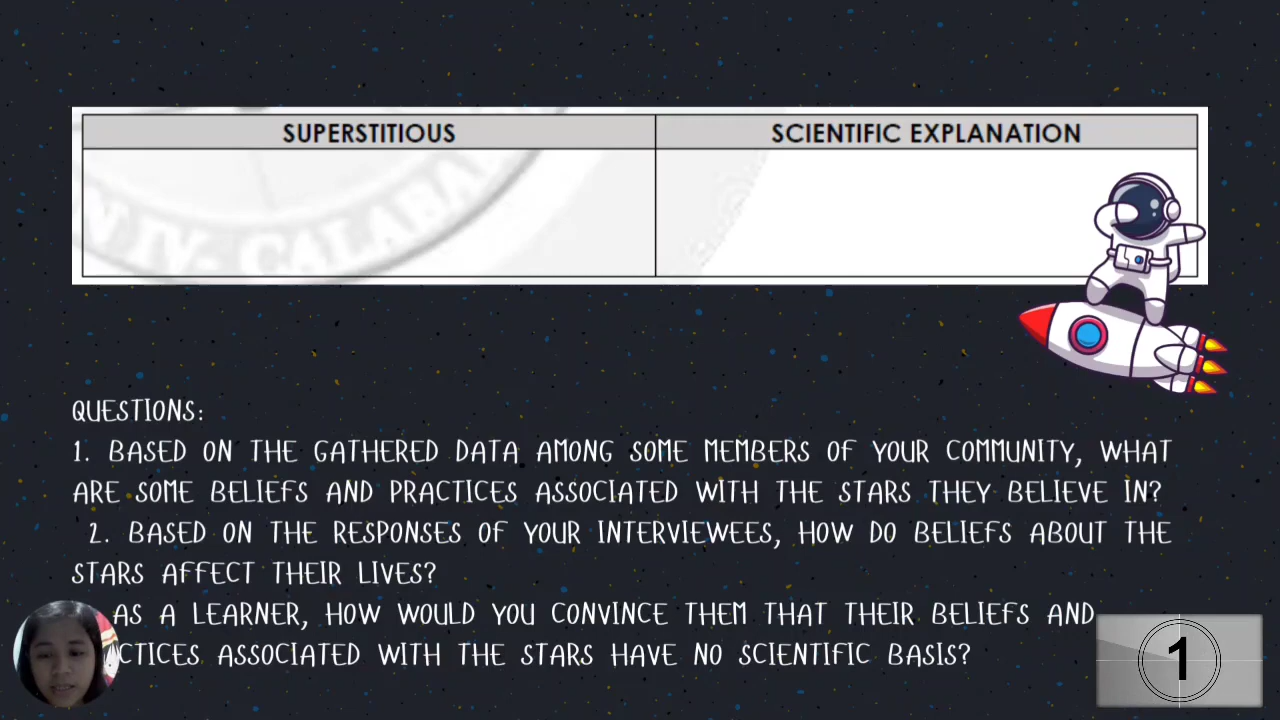 SUPERSTITIOUS SCIENTIFIC EXPLANATION
N IV- CALABA
QUESTIONS:
1. BASED ON THE GATHERED DATA AMONG SOME MEMBERS OF YOUR COMMUNITY, WHAT
ARE SOME BELIEFS AND PRACTICES ASSOCIATED WITH THE STARS THEY BELIEVE IN?
2. BASED ON THE RESPONSES OF YOUR INTERVIEWEES, HOW DO BELIEFS ABOUT THE
STARS AFFECT THEIR LIVES?
AS A LEARNER, HOW WOULD YOU CONVINCE THEM THAT THEIR BELIEFS AND
CTICES ASSOCIATED WITH THE STARS HAVE NO SCIENTIFIC BASIS?
1